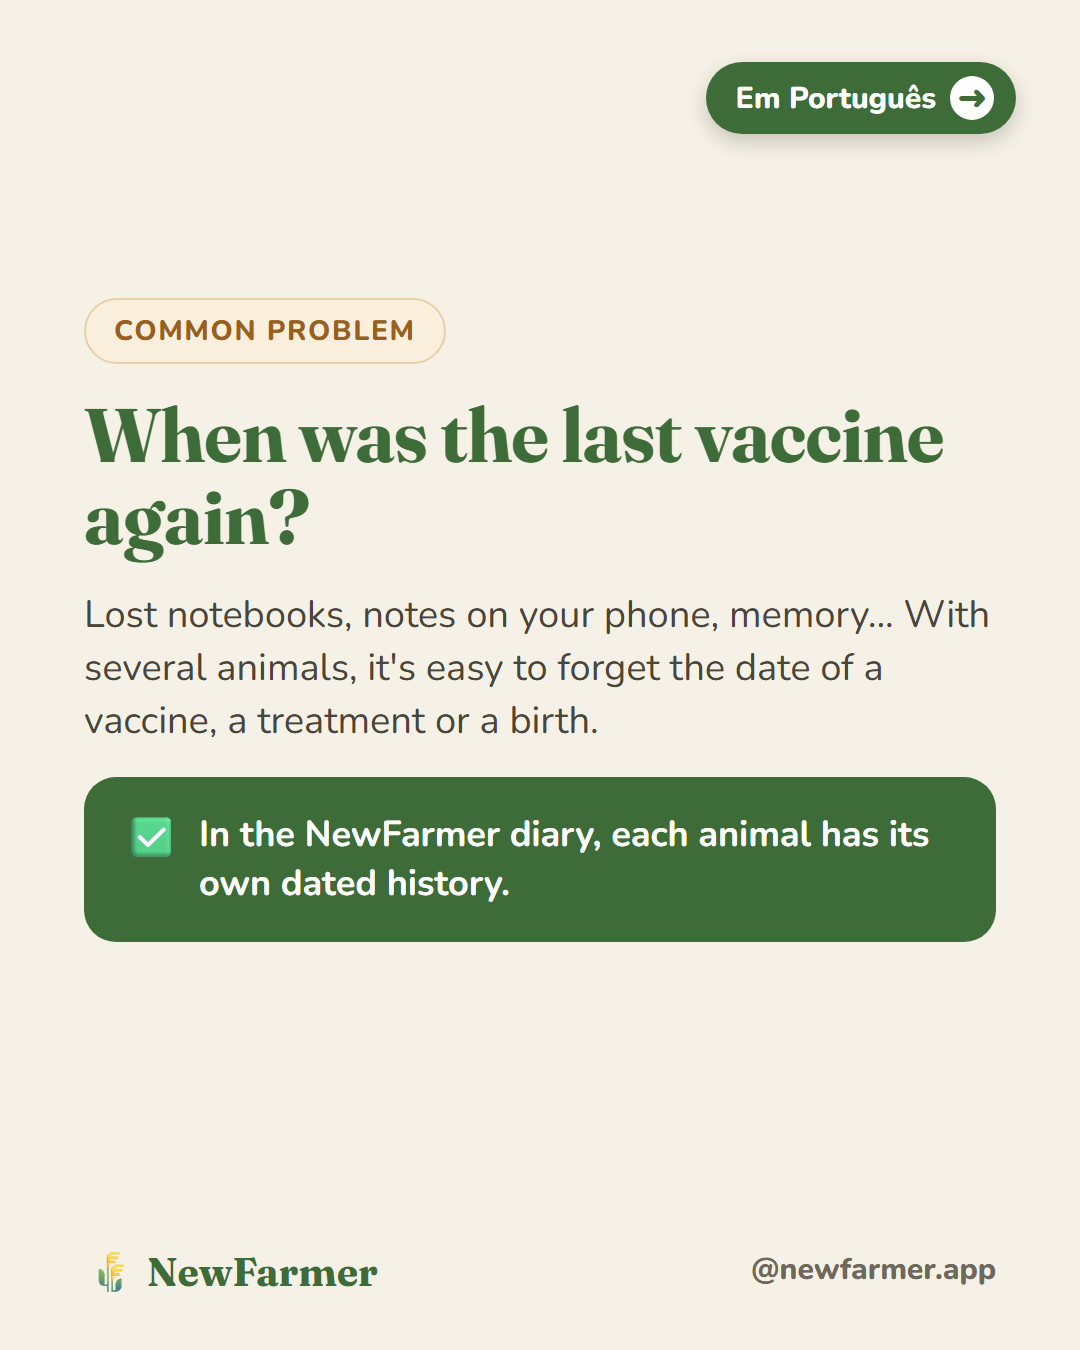 Em Português
COMMON PROBLEM
When was the last vaccine
again?
Lost notebooks, notes on your phone, memory... With
several animals, it's easy to forget the date of a
vaccine, a treatment or a birth.
In the NewFarmer diary, each animal has its
own dated history.
NewFarmer
@newfarmer.app